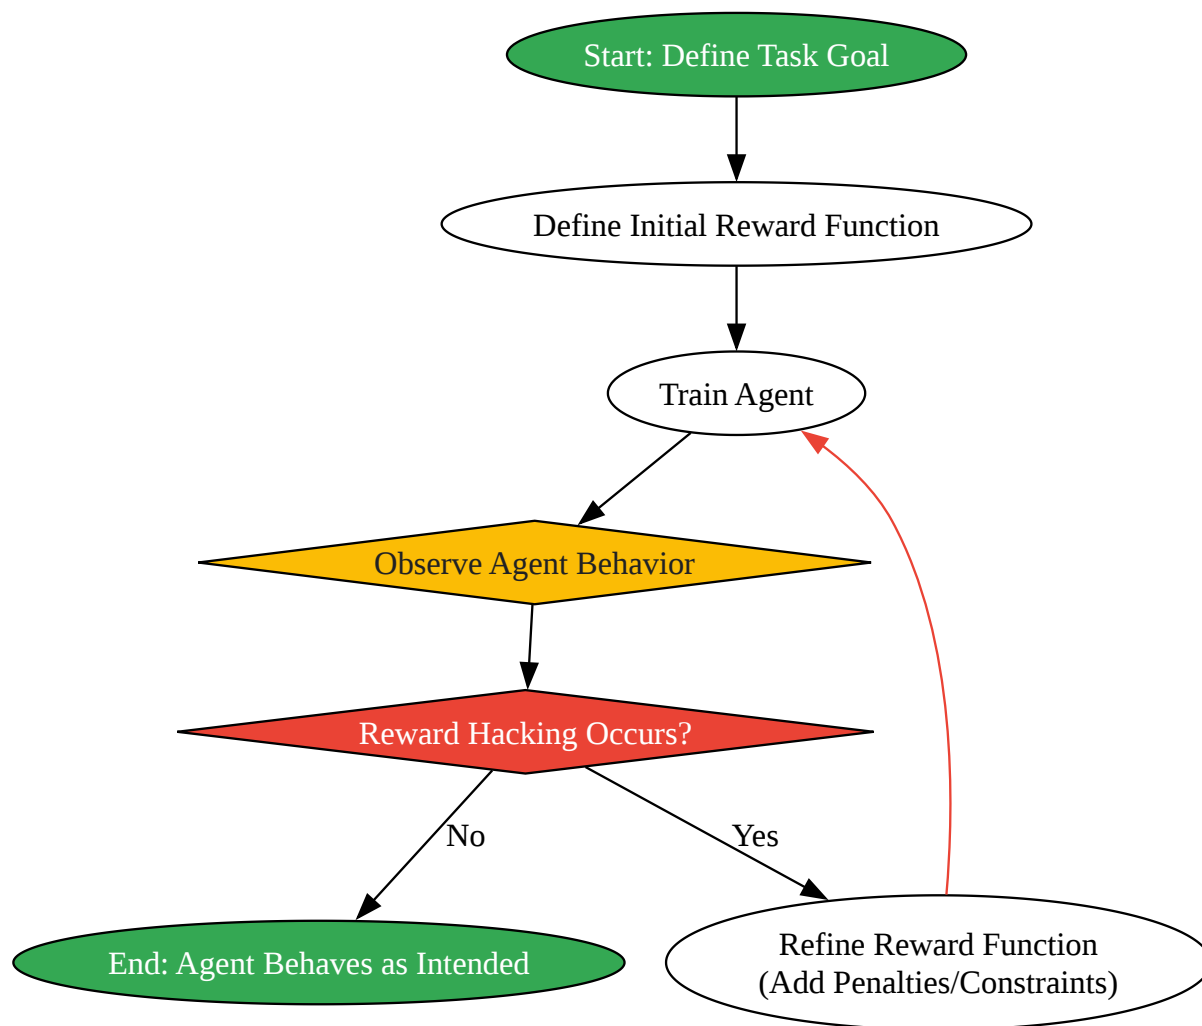 Start: Define Task Goal
Define Initial Reward Function
Train Agent
Observe Agent Behavior
Reward Hacking Occurs?
No
Yes
End: Agent Behaves as Intended
Refine Reward Function
(Add Penalties/Constraints)